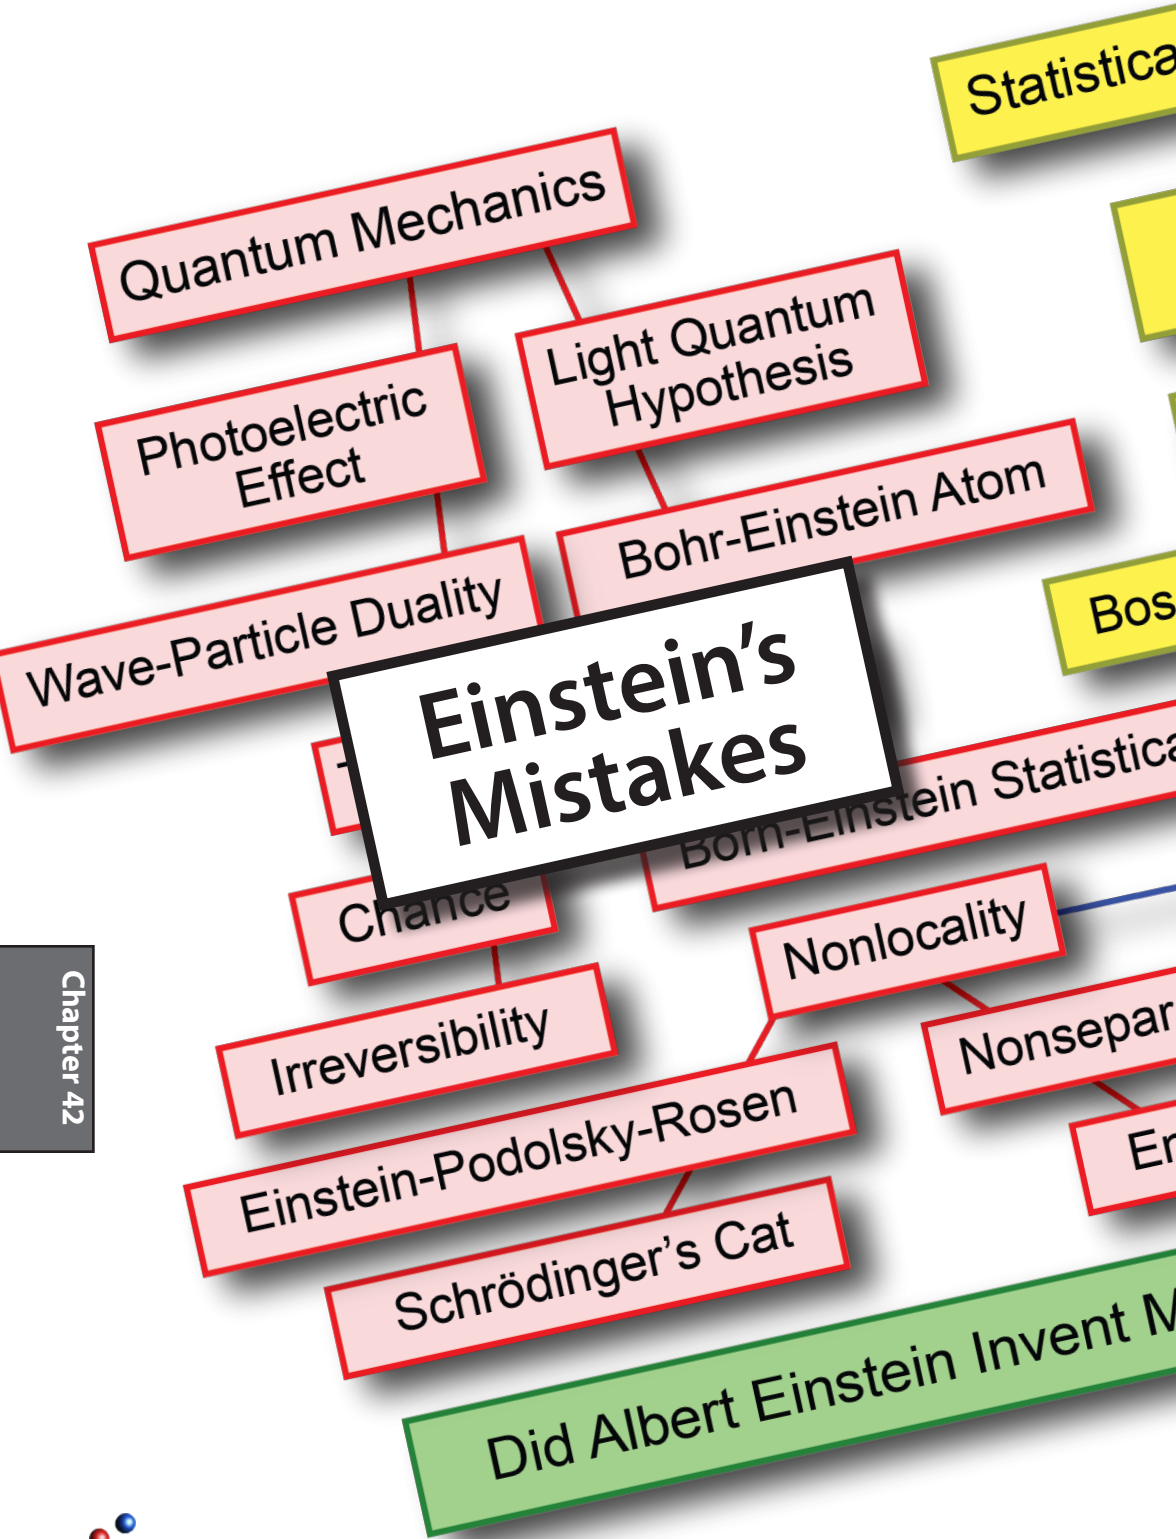 Statistica
Quantum Mechanics
Light Quantum
Hypothesis
Photoelectric
Effect
Bohr-Einstein Atom
Wave-Particle Duality
Bos
Einstein’s
Mistakes
Born-Einstein Statistica
Chance
Nonlocality
Irreversibility
Nonsepar
Einstein-Podolsky-Rosen
En
Schrödinger’s Cat
Did Albert Einstein Invent M
Chapter 42